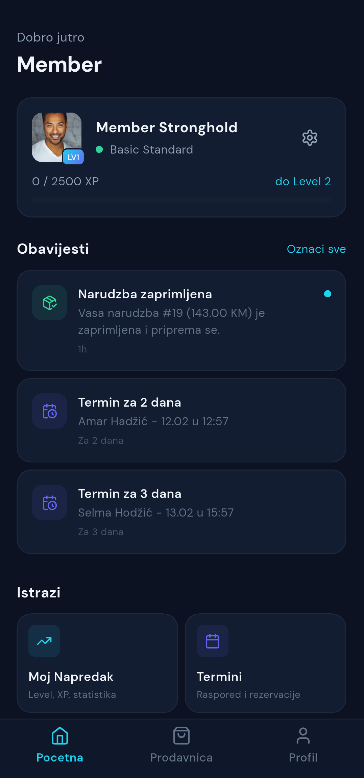 Dobro jutro
Member
Member Stronghold
LV1
Basic Standard
0 / 2500 XP
do Level 2
Obavijesti
Oznaci sve
Narudzba zaprimljena
Vasa narudzba #19 (143.00 KM) je
zaprimljena i priprema se.
1h
Termin za 2 dana
Amar Hadžić - 12.02 u 12:57
Za 2 dana
Termin za 3 dana
Selma Hodžić - 13.02 u 15:57
Za 3 dana
Istrazi
Moj Napredak
Level, XP, statistika
Termini
Raspored i rezervacije
Pocetna
Prodavnica
Profil